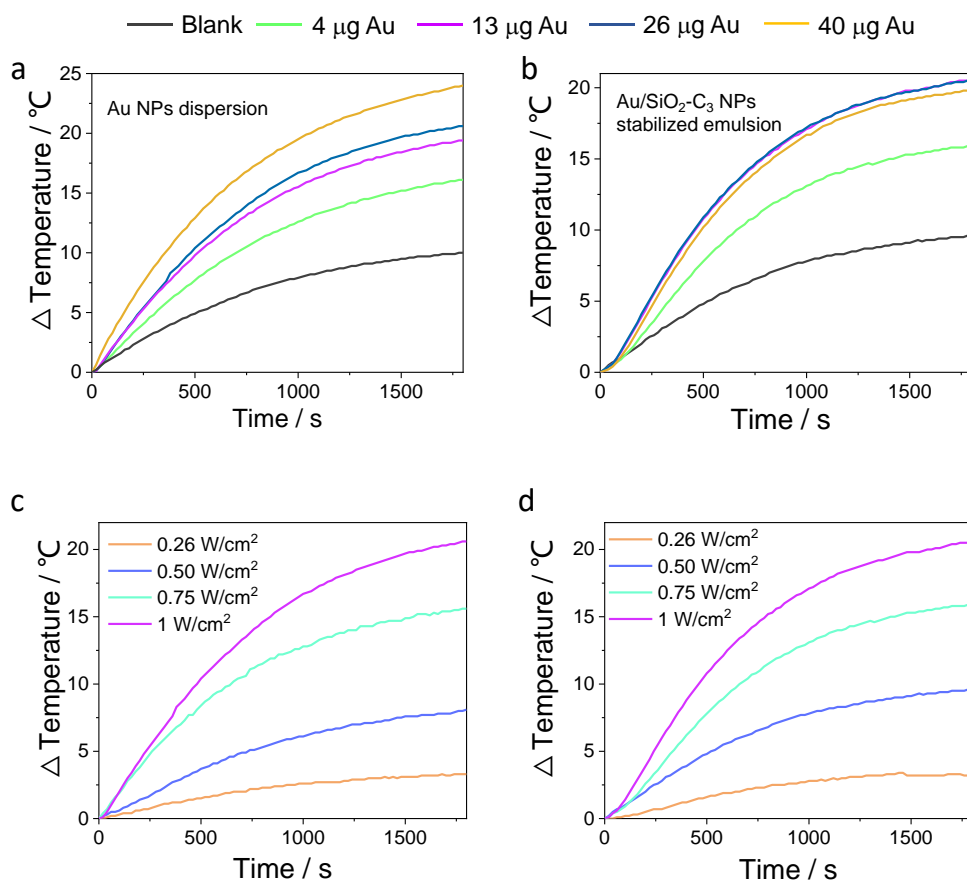 Blank 4 μg Au 13 μg Au 26 μg Au 40 μg Au
a
25
20
15
10
5
0
Au NPs dispersion
△ Temperature / ℃
0 500 1000 1500
Time / s
b
20
15
10
5
0
Au/SiO₂-C₃ NPs
stabilized emulsion
△Temperature / ℃
0 500 1000 1500
Time / s
c
20
15
10
5
0
0.26 W/cm²
0.50 W/cm²
0.75 W/cm²
1 W/cm²
△ Temperature / ℃
0 500 1000 1500
Time / s
d
20
15
10
5
0
0.26 W/cm²
0.50 W/cm²
0.75 W/cm²
1 W/cm²
△ Temperature / ℃
0 500 1000 1500
Time / s